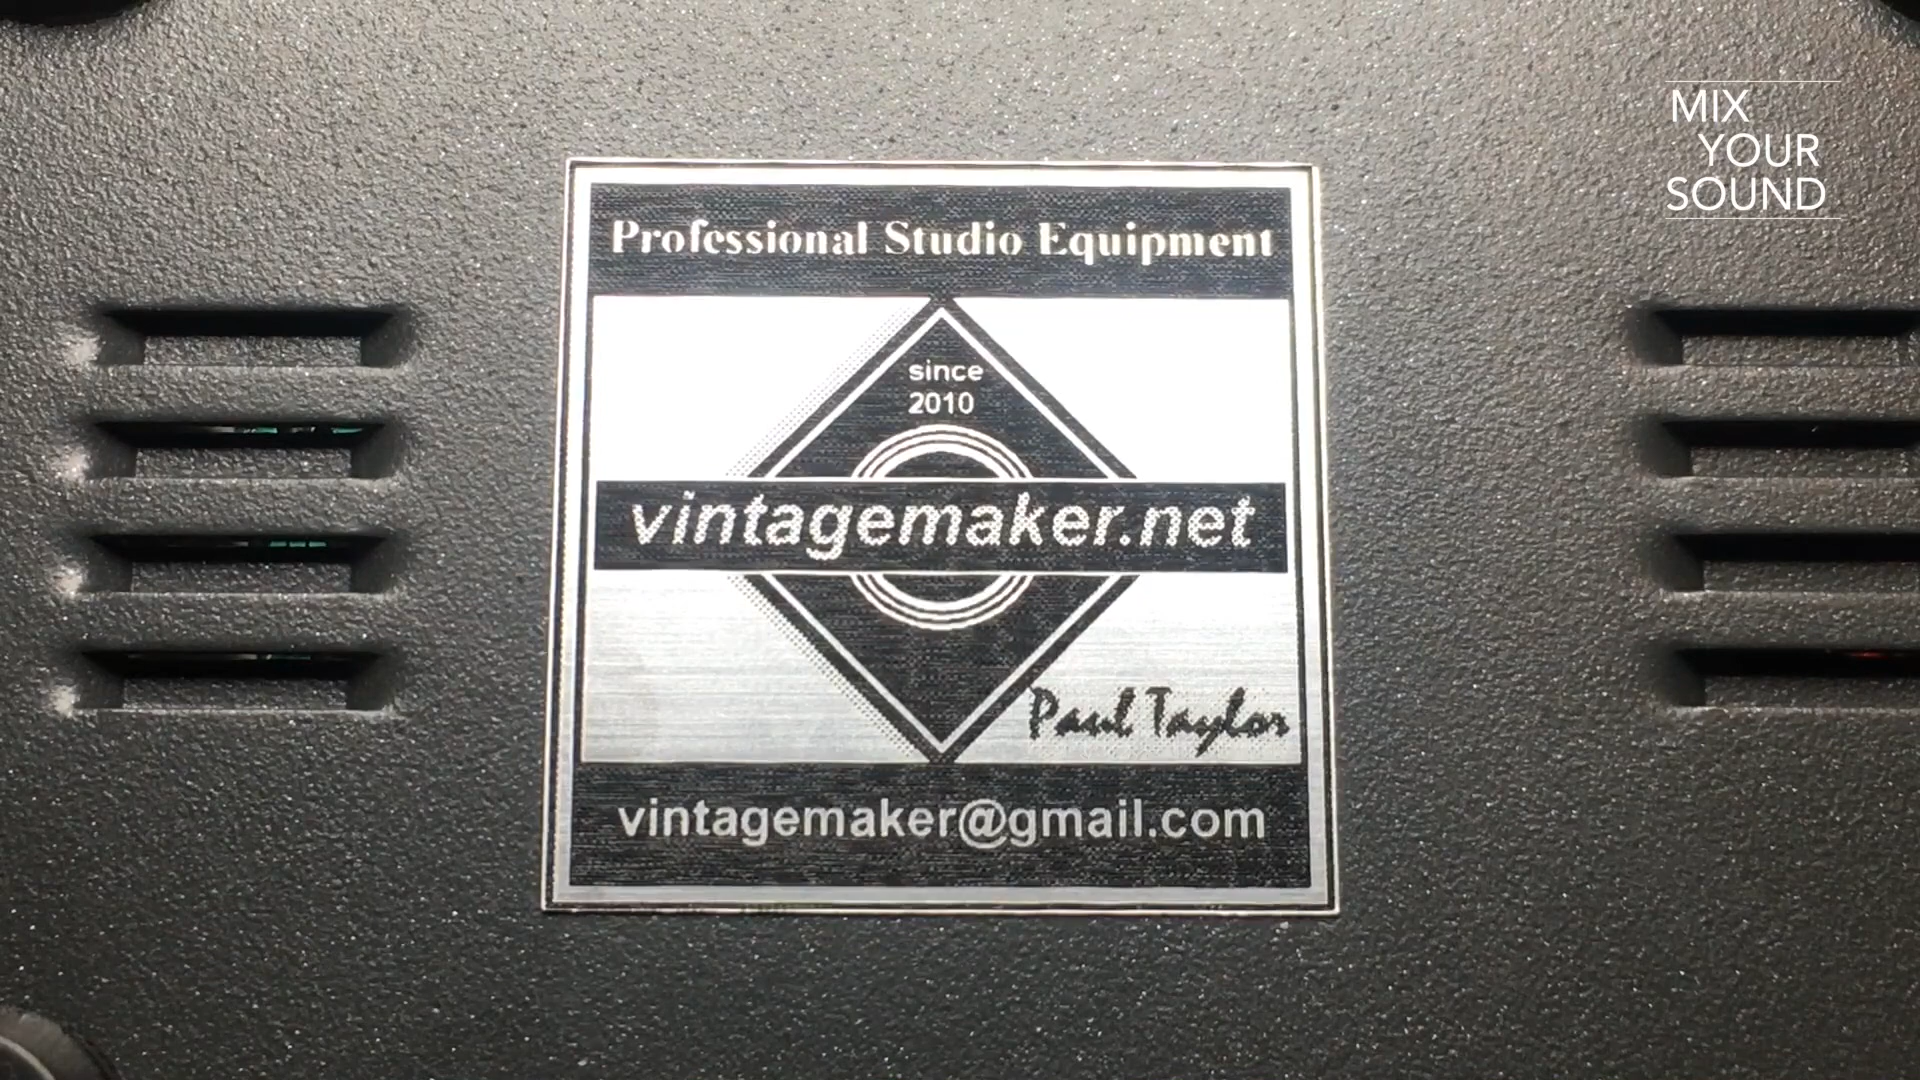 MIX
YOUR
SOUND
Professional Studio Equipment
since
2010
vintagemaker.net
Paul Taylor
vintagemaker@gmail.com